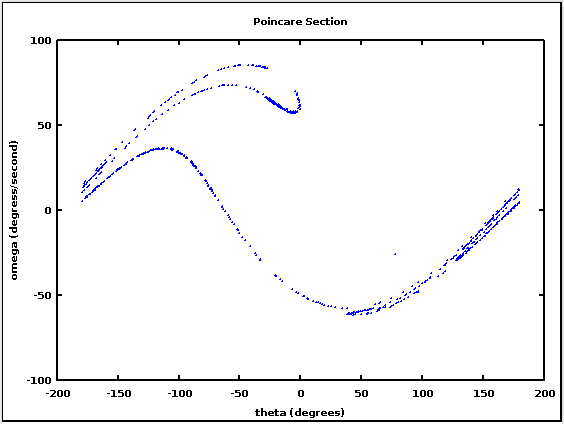 Poincare Section
100
50
0
-50
-100
omega (degress/second)
-200 -150 -100 -50 0 50 100 150 200
theta (degrees)